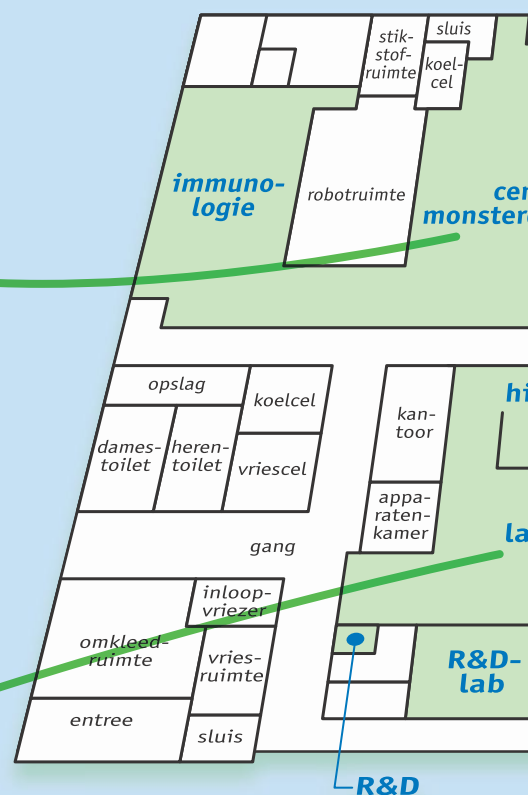 sluis
stik-
stof-
ruimte
koel-
cel
immuno-
logie
robotruimte
cen
monstero
opslag
koelcel
hi
kan-
toor
dames-
toilet
heren-
toilet
vriescel
appa-
raten-
kamer
la
gang
inloop-
vriezer
omkleed-
ruimte
vries-
ruimte
R&D-
lab
entree
sluis
R&D